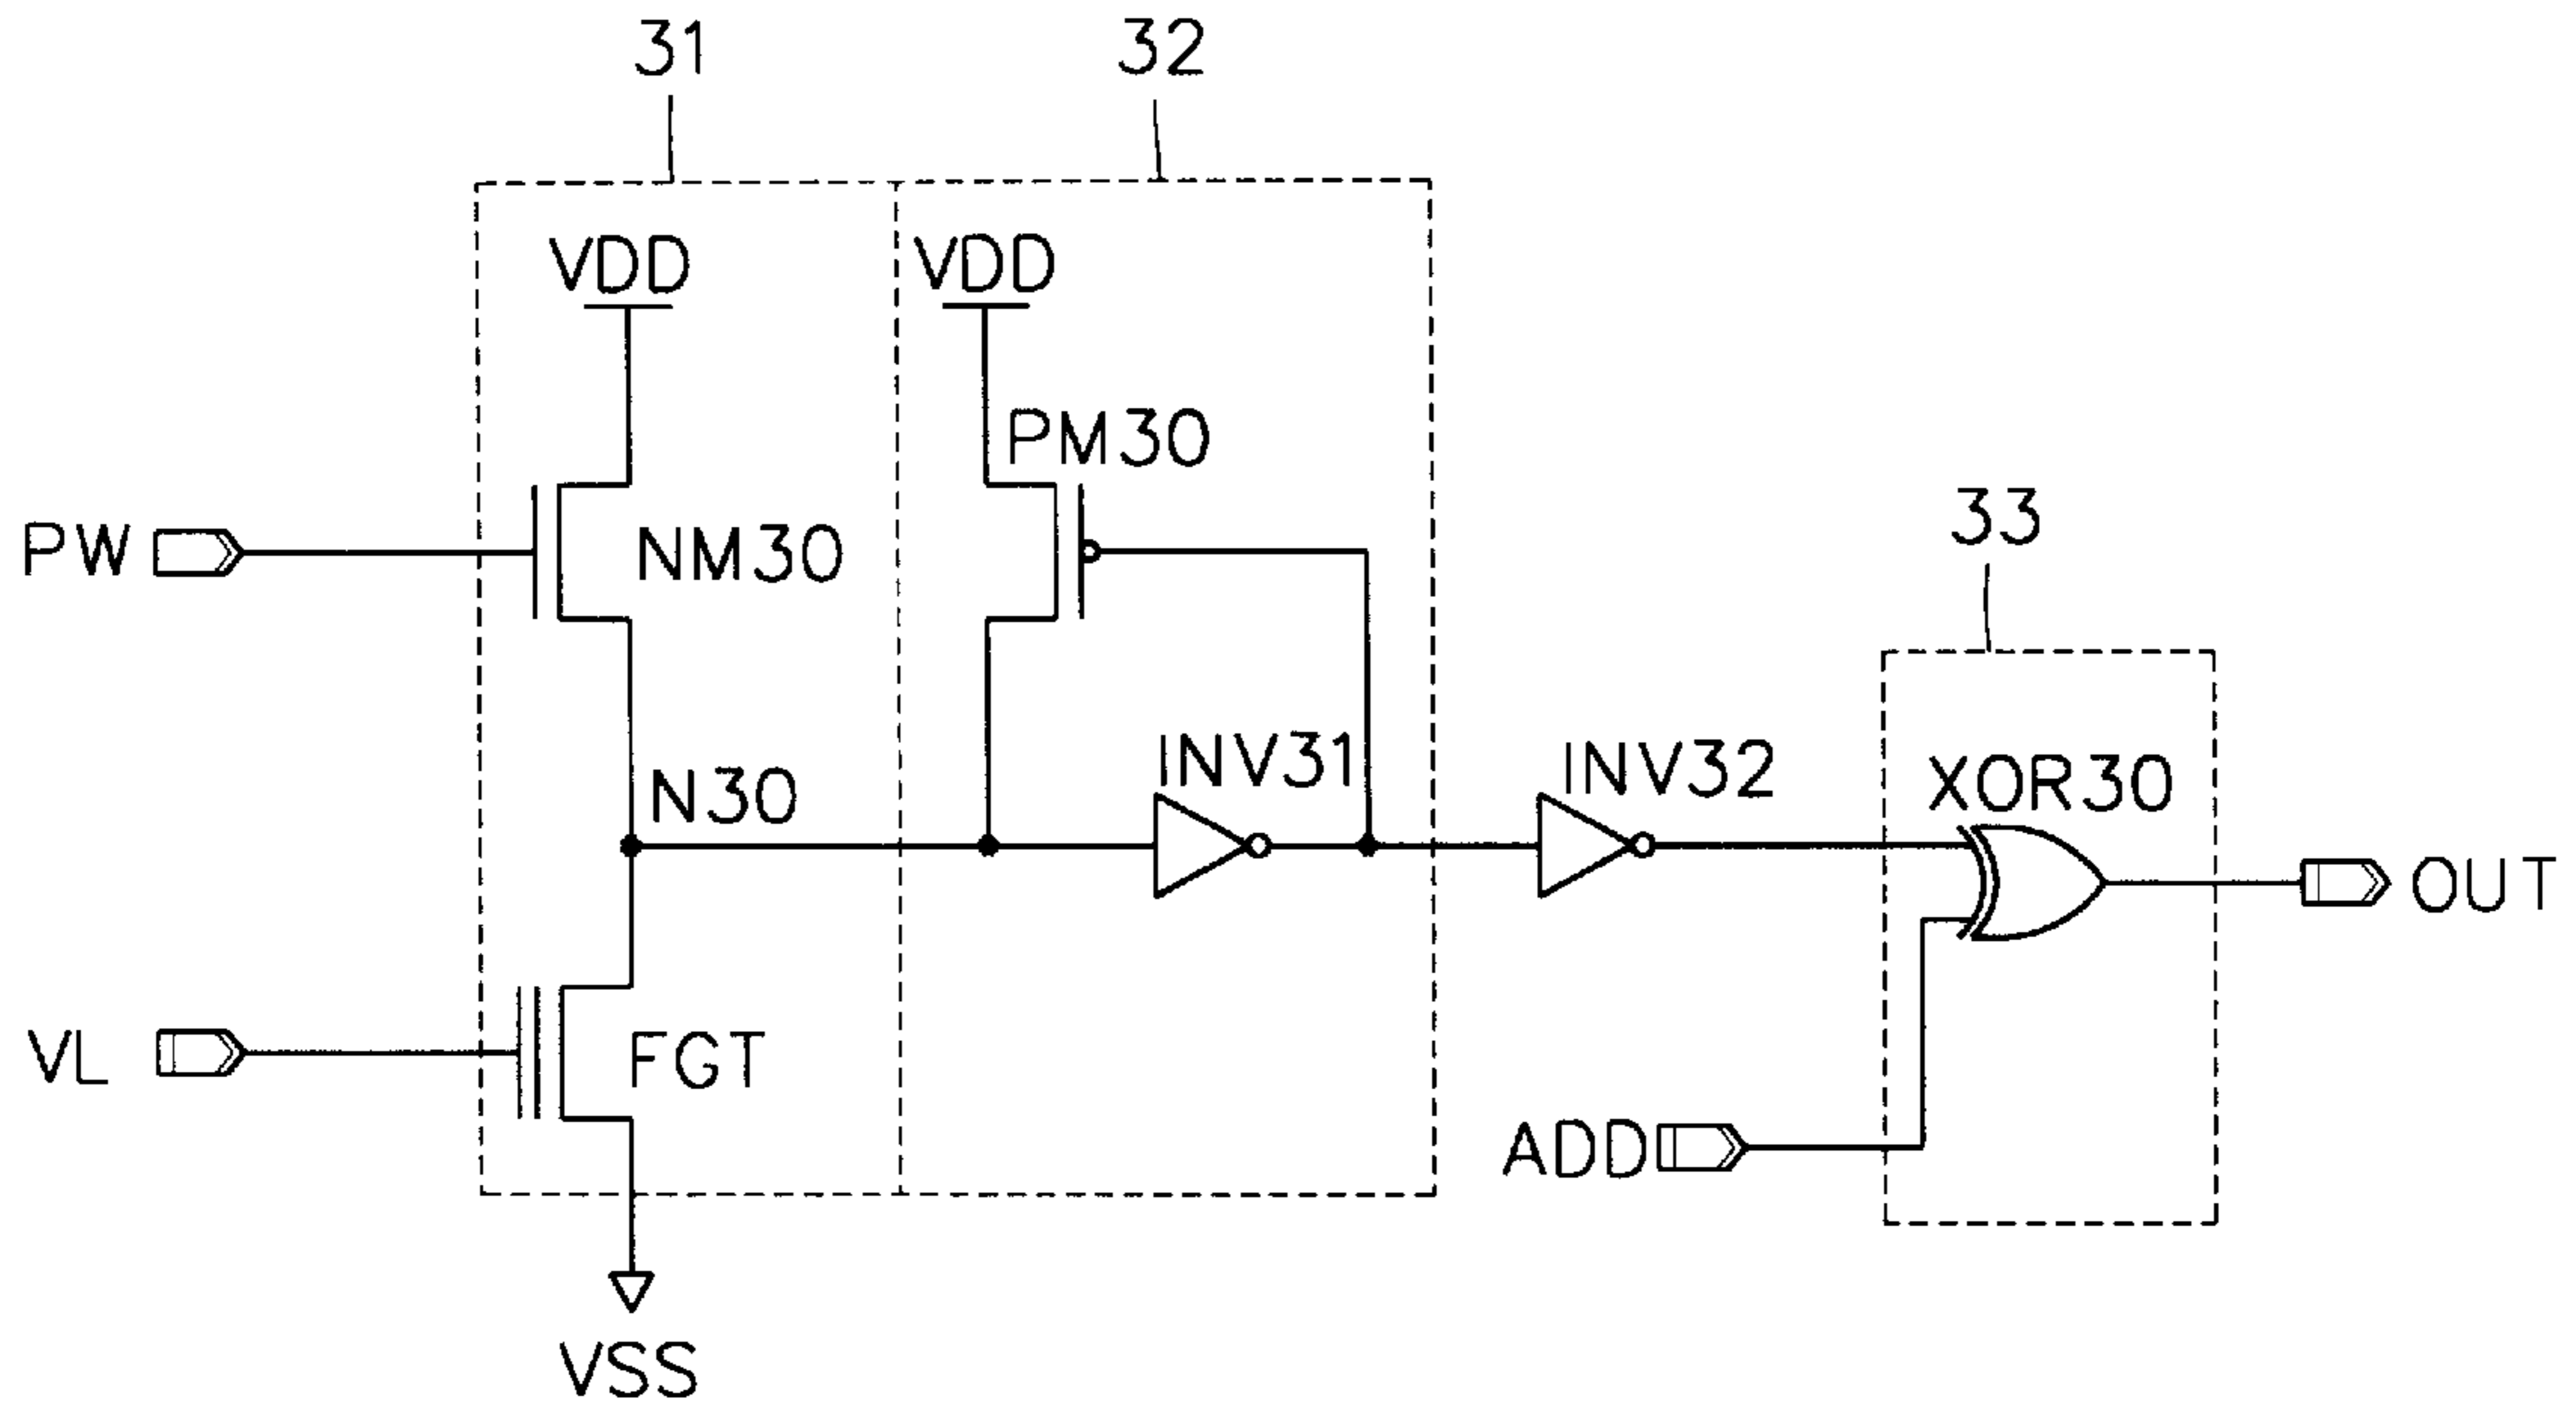 31
32
VDD
VDD
PM30
PW
NM30
33
N30
INV31
INV32
XOR30
OUT
VL
FGT
ADD
VSS